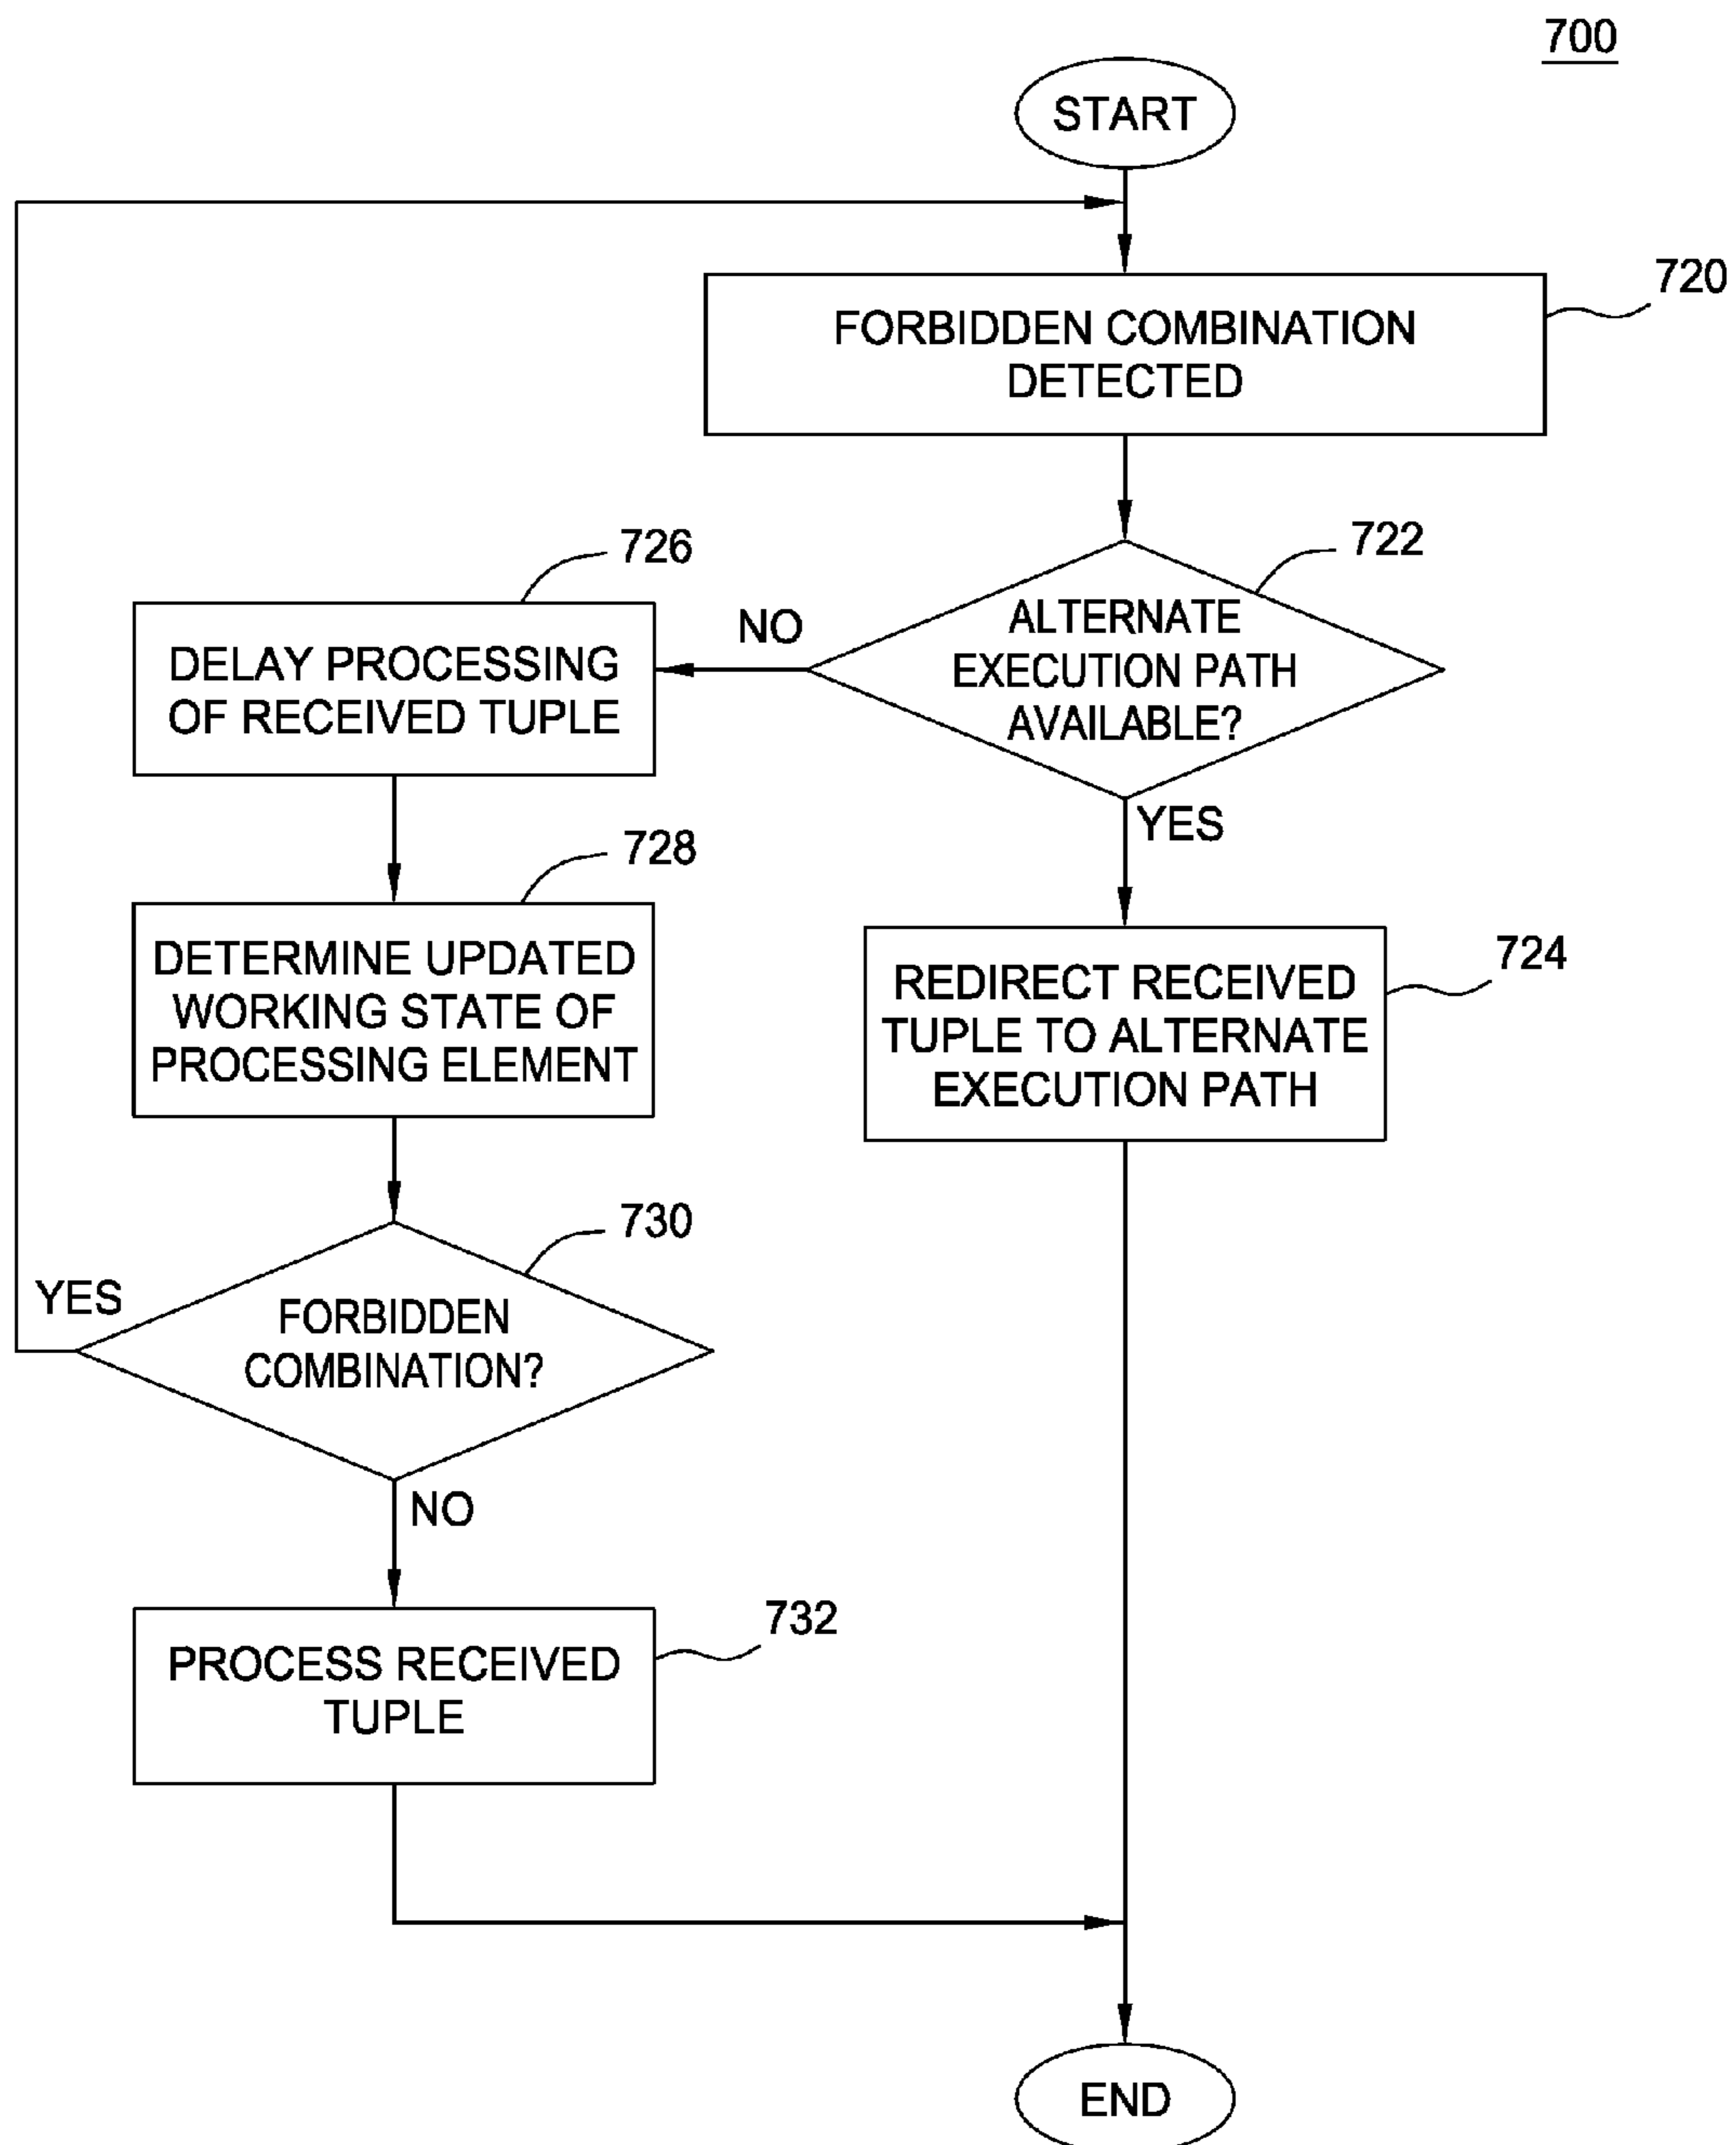 700
START
FORBIDDEN COMBINATION
DETECTED
720
ALTERNATE
EXECUTION PATH
AVAILABLE?
722
NO
YES
726
DELAY PROCESSING
OF RECEIVED TUPLE
728
DETERMINE UPDATED
WORKING STATE OF
PROCESSING ELEMENT
REDIRECT RECEIVED
TUPLE TO ALTERNATE
EXECUTION PATH
724
730
YES
FORBIDDEN
COMBINATION?
NO
PROCESS RECEIVED
TUPLE
732
END